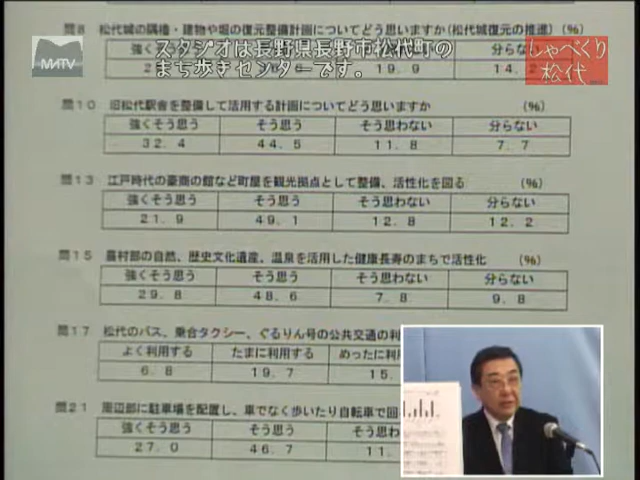 問8 松代城の隅櫓・建物や堀の復元整備計画についてどう思いますか(松代城復元の推進)(%)
強く
分らない
19.9 14.2
スタジオは長野県長野市松代町の
まち歩きセンターです。
MATV
しゃべくり
松代
問10 旧松代駅舎を整備して活用する計画についてどう思いますか (%)
強くそう思う そう思う そう思わない 分らない
32.4 44.5 11.8 7.7
問13 江戸時代の豪商の館など町屋を観光拠点として整備、活性化を図る (%)
強くそう思う そう思う そう思わない 分らない
21.9 49.1 12.8 12.2
問15 農村部の自然、歴史文化遺産、温泉を活用した健康長寿のまちで活性化 (%)
強くそう思う そう思う そう思わない 分らない
29.8 48.6 7.8 9.8
問17 松代のバス、乗合タクシー、ぐるりん号の公共交通の利
よく利用する たまに利用する めったに利
6.8 19.7 15.
問21 周辺部に駐車場を配置し、車でなく歩いたり自転車で回
強くそう思う そう思う そう思わ
27.0 46.7 11.